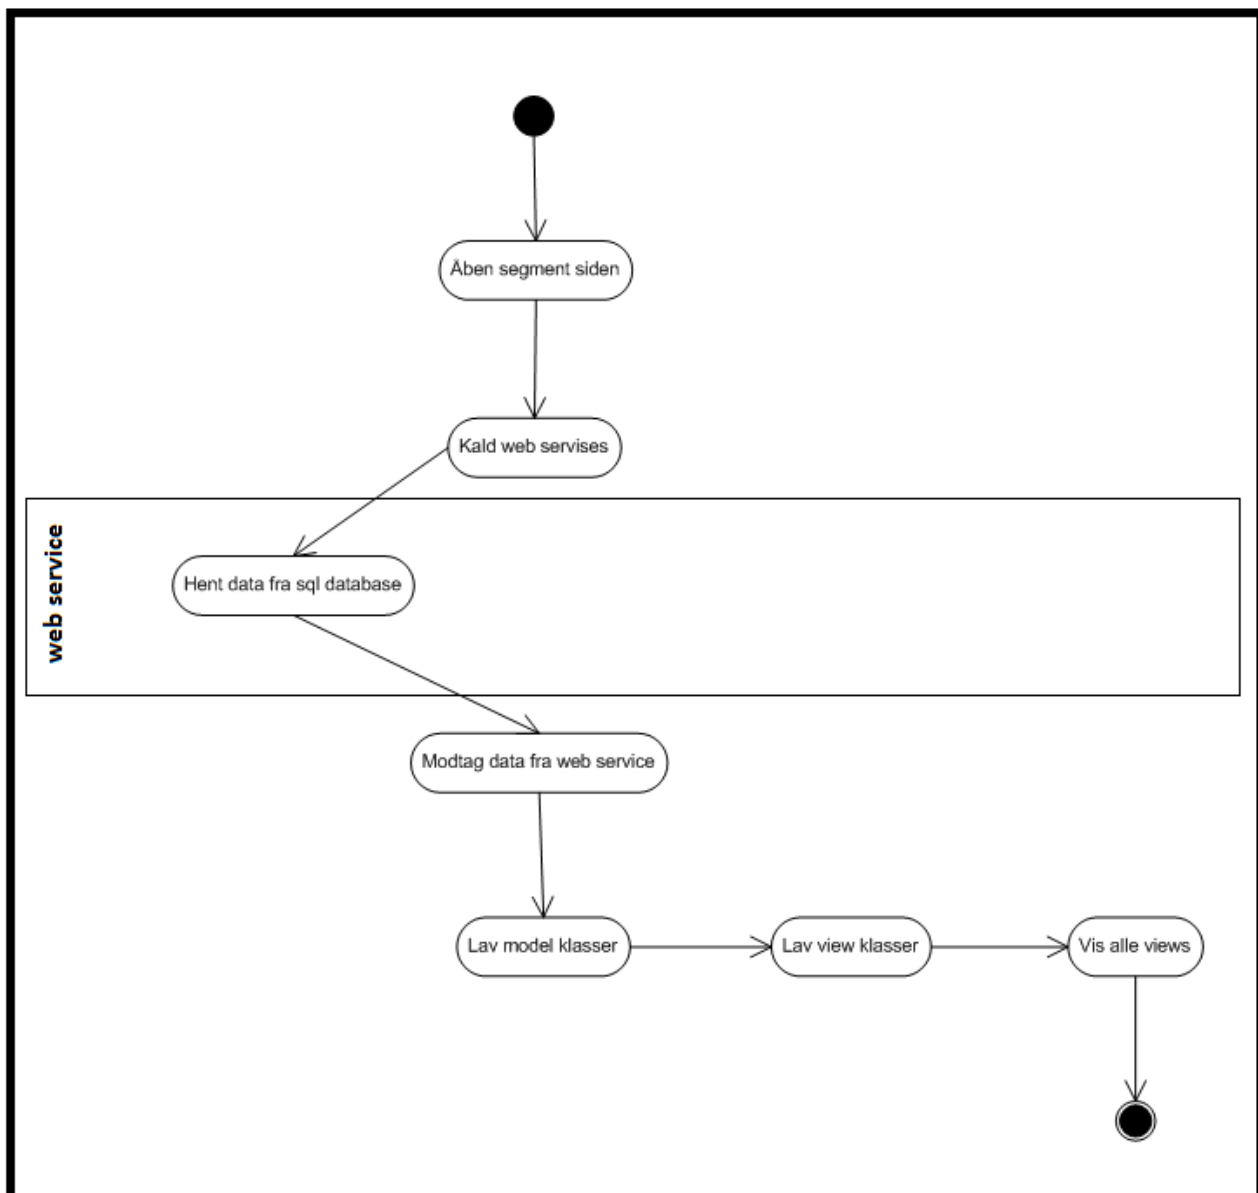 Åben segment siden
Kald web servises
web service
Hent data fra sql database
Modtag data fra web service
Lav model klasser
Lav view klasser
Vis alle views